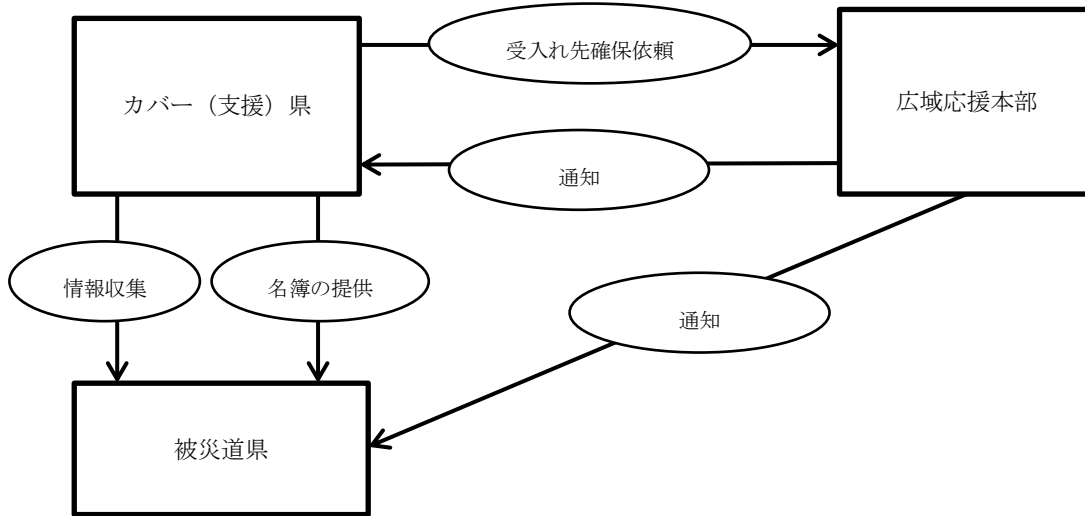 受入れ先確保依頼
カバー（支援）県
広域応援本部
通知
情報収集
名簿の提供
通知
被災道県